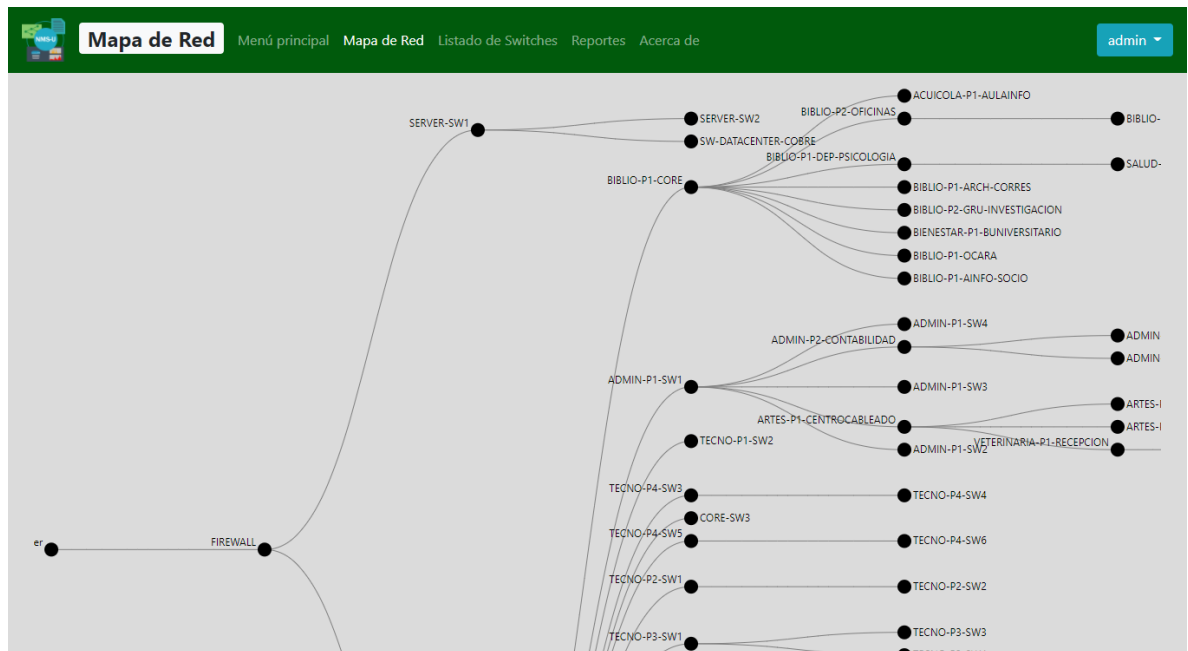 NMS-U
Mapa de Red Menú principal Mapa de Red Listado de Switches Reportes Acerca de admin
ACUICOLA-P1-AULAINFO
BIBLIO-P2-OFICINAS
SERVER-SW1 SERVER-SW2 BIBLIO-
SW-DATACENTER-COBRE
BIBLIO-P1-DEP-PSICOLOGIA SALUD-
BIBLIO-P1-CORE BIBLIO-P1-ARCH-CORRES
BIBLIO-P2-GRU-INVESTIGACION
BIENESTAR-P1-BUNIVERSITARIO
BIBLIO-P1-OCARA
BIBLIO-P1-AINFO-SOCIO
ADMIN-P1-SW4
ADMIN-P2-CONTABILIDAD ADMIN
ADMIN
ADMIN-P1-SW1 ADMIN-P1-SW3
ARTES-
ARTES-P1-CENTROCABLEADO ARTES-
TECNO-P1-SW2 ADMIN-P1-SW2 VETERINARIA-P1-RECEPCION
TECNO-P4-SW3 TECNO-P4-SW4
CORE-SW3
TECNO-P4-SW5 TECNO-P4-SW6
er FIREWALL
TECNO-P2-SW1 TECNO-P2-SW2
TECNO-P3-SW1 TECNO-P3-SW3